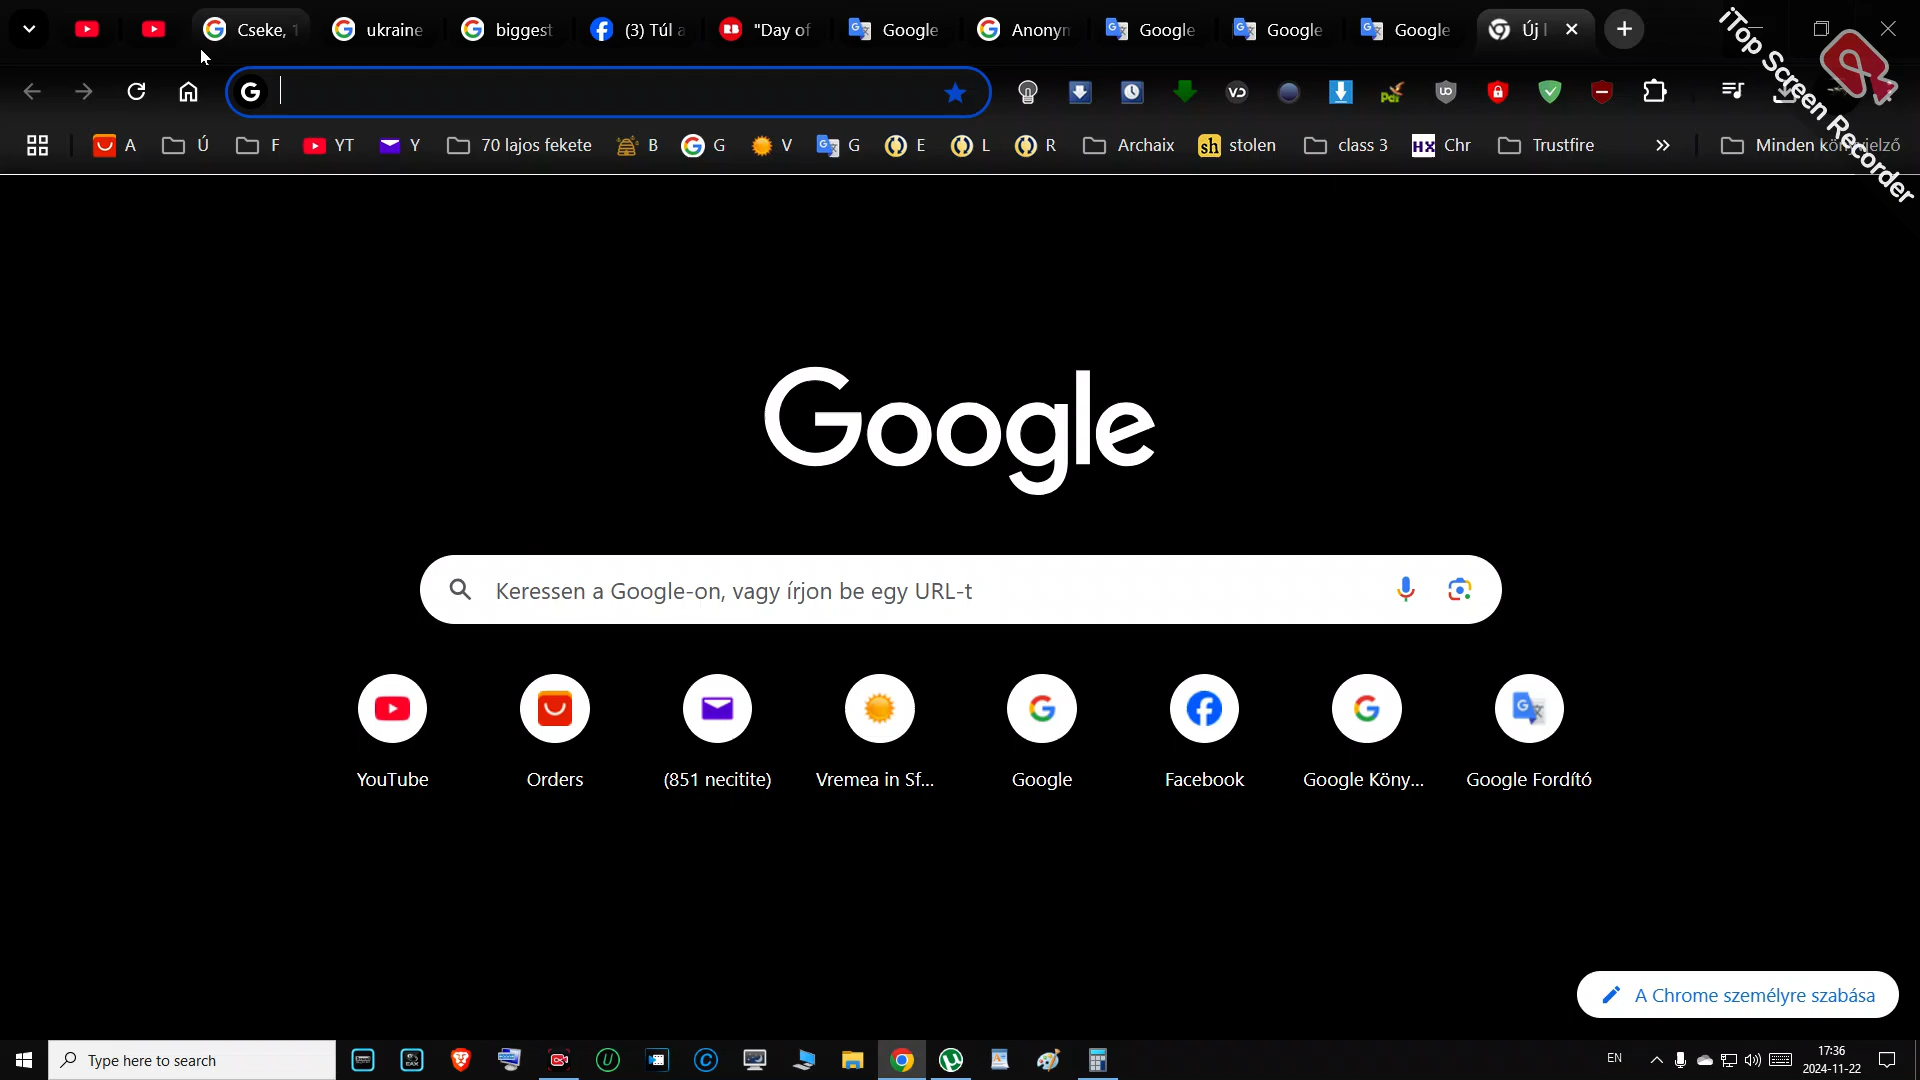 Cseke, 1
ukraine
biggest
(3) Túl a
"Day of
Google
Anonym
Google
Google
Google
Új l
iTop Screen Recorder
A
Ú
F
YT
Y
70 lajos fekete
B
G
V
G
E
L
R
Archaix
sh stolen
class 3
HX Chr
Trustfire
Minden könyvjelző
Google
Keressen a Google-on, vagy írjon be egy URL-t
YouTube
Orders
(851 necitite)
Vremea in Sf...
Google
Facebook
Google Köny...
Google Fordító
A Chrome személyre szabása
Type here to search
EN
17:36
2024-11-22